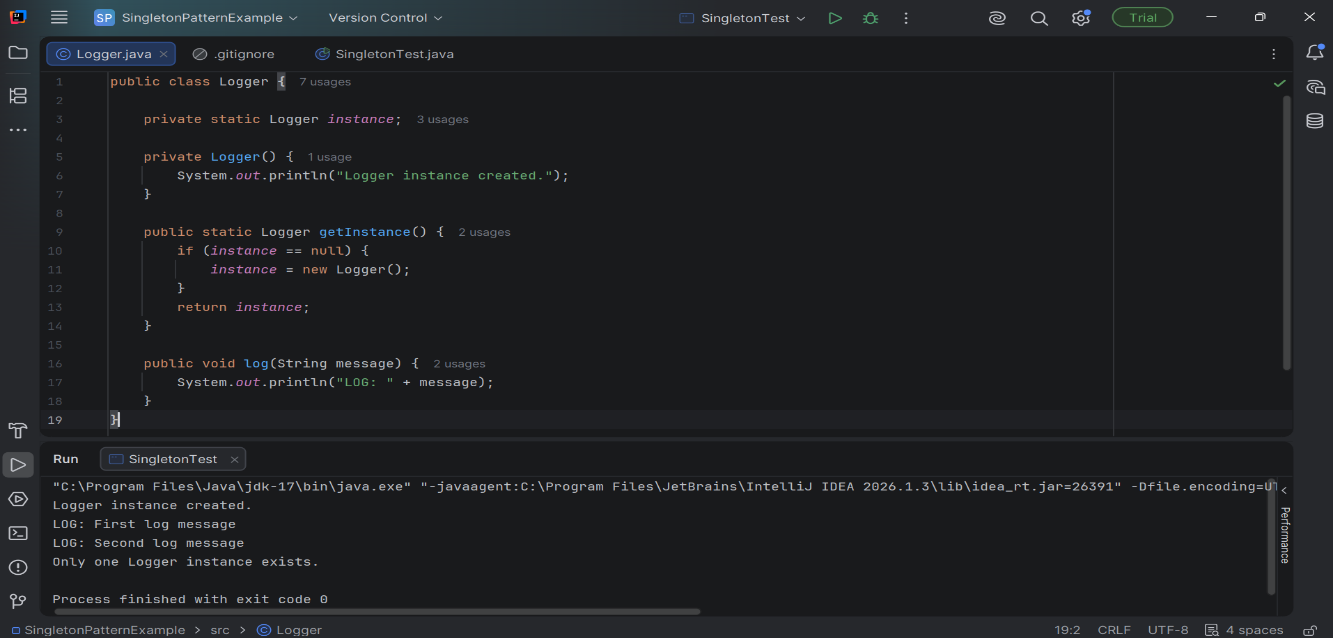 SP SingletonPatternExample Version Control SingletonTest Trial
Logger.java .gitignore SingletonTest.java
1 public class Logger { 7 usages
2
3 private static Logger instance; 3 usages
4
5 private Logger() { 1 usage
6 System.out.println("Logger instance created.");
7 }
8
9 public static Logger getInstance() { 2 usages
10 if (instance == null) {
11 instance = new Logger();
12 }
13 return instance;
14 }
15
16 public void log(String message) { 2 usages
17 System.out.println("LOG: " + message);
18 }
19 }
Run SingletonTest
"C:\Program Files\Java\jdk-17\bin\java.exe" "-javaagent:C:\Program Files\JetBrains\IntelliJ IDEA 2026.1.3\lib\idea_rt.jar=26391" -Dfile.encoding=UT
Logger instance created.
LOG: First log message
LOG: Second log message
Only one Logger instance exists.
Process finished with exit code 0
Performance
SingletonPatternExample > src > Logger 19:2 CRLF UTF-8 4 spaces